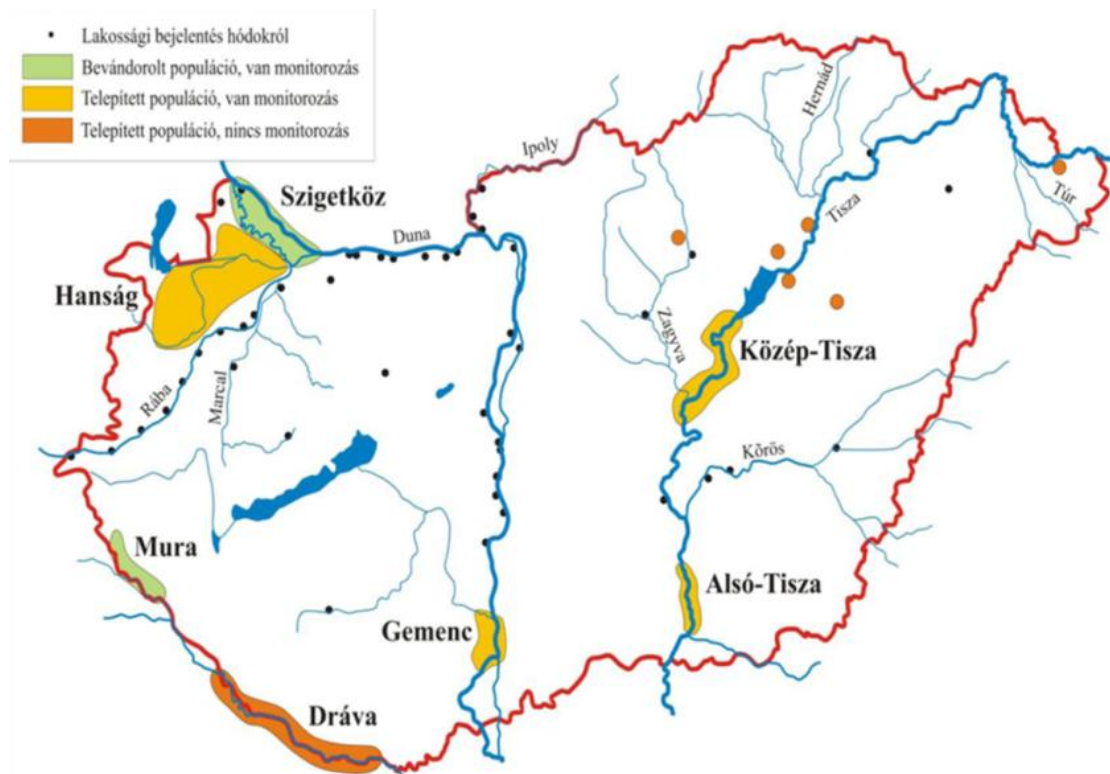 Lakossági bejelentés hódokról
Bevándorolt populáció, van monitorozás
Telepített populáció, van monitorozás
Telepített populáció, nincs monitorozás
Hernád
Ipoly
Szigetköz
Túr
Tisza
Duna
Hanság
Zagyva
Közép-Tisza
Rába
Marcal
Kõrös
Mura
Alsó-Tisza
Gemenc
Dráva